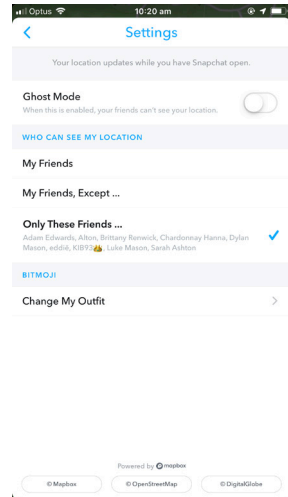 Optus 10:20 am
Settings
Your location updates while you have Snapchat open.
Ghost Mode
When this is enabled, your friends can't see your location.
WHO CAN SEE MY LOCATION
My Friends
My Friends, Except ...
Only These Friends ...
Adam Edwards, Alton, Brittany Renwick, Chardonnay Hanna, Dylan
Mason, eddiè, KI893🐸, Luke Mason, Sarah Ashton
BITMOJI
Change My Outfit
Powered by mapbox
© Mapbox © OpenStreetMap © DigitalGlobe